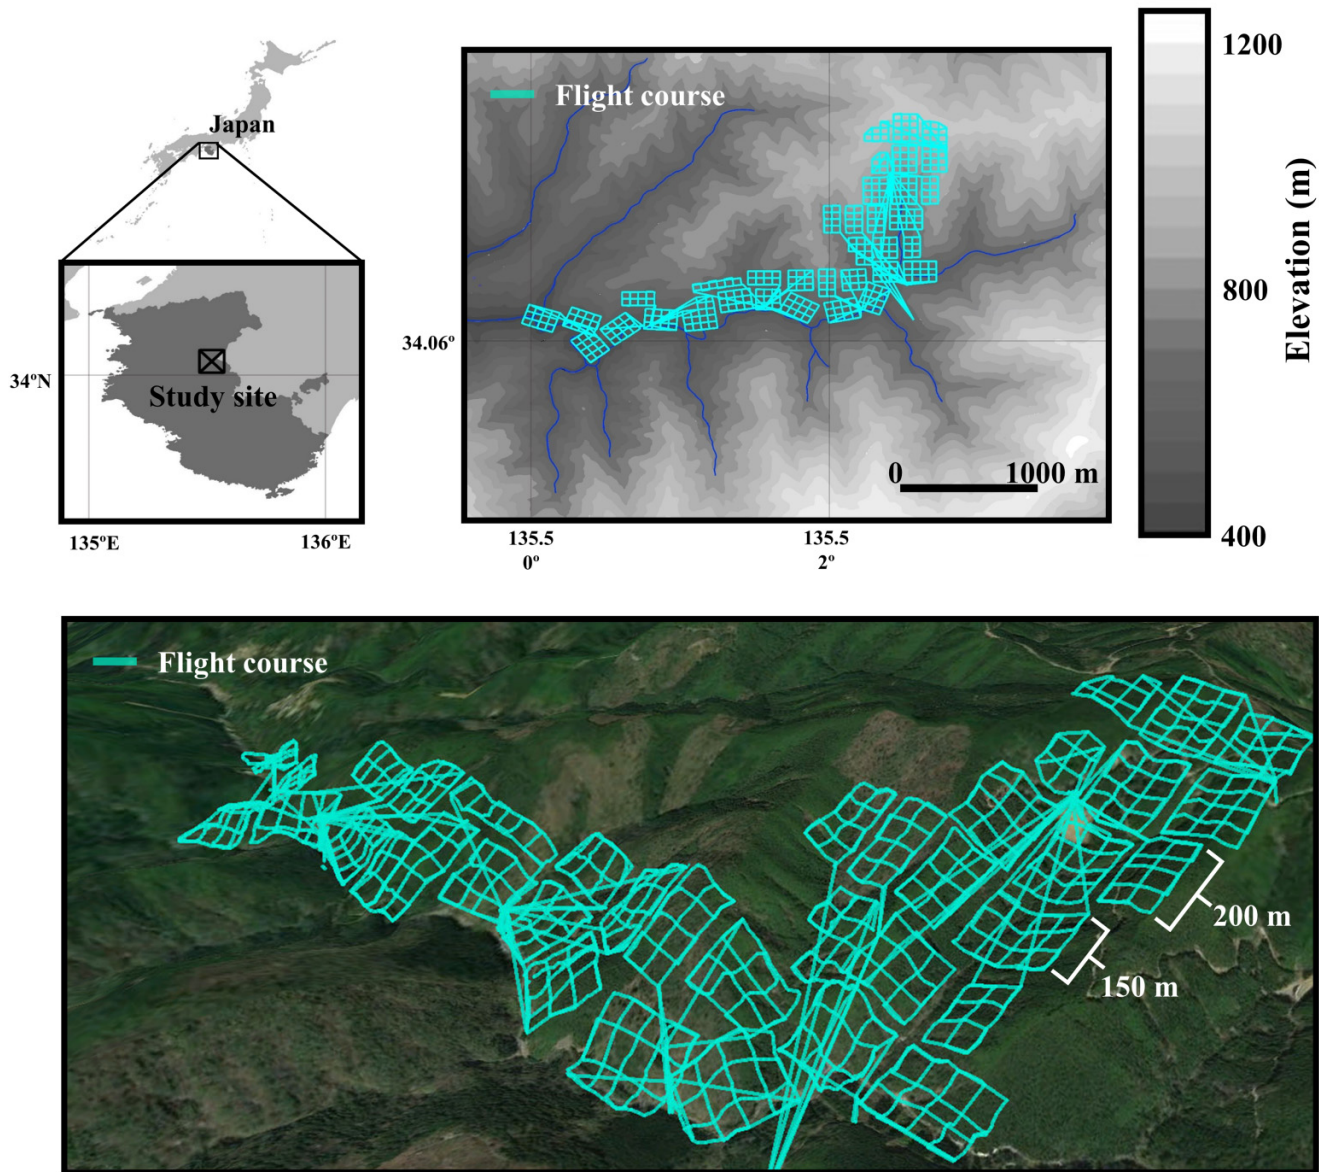 Japan
34ºN
Study site
135ºE
136ºE
Flight course
34.06º
0
1000 m
135.5
0º
135.5
2º
1200
800
400
Elevation (m)
Flight course
200 m
150 m